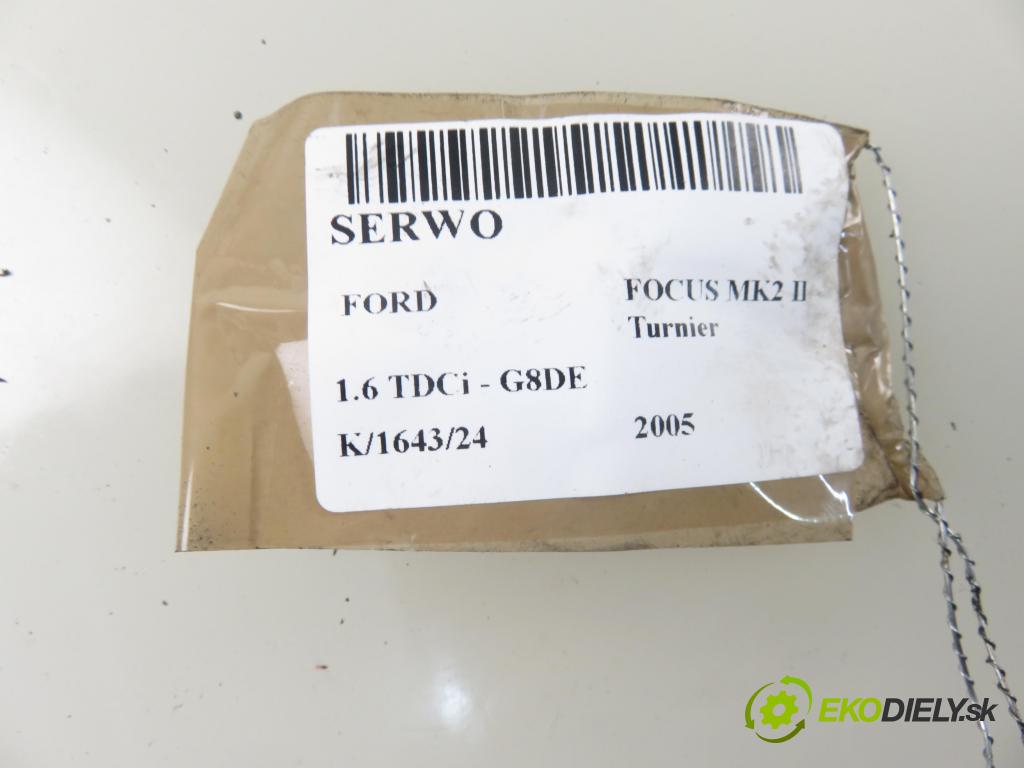 SERWO
FORD
FOCUS MK2 II
Turnier
1.6 TDCi - G8DE
K/1643/24
2005
EKODIELY.sk